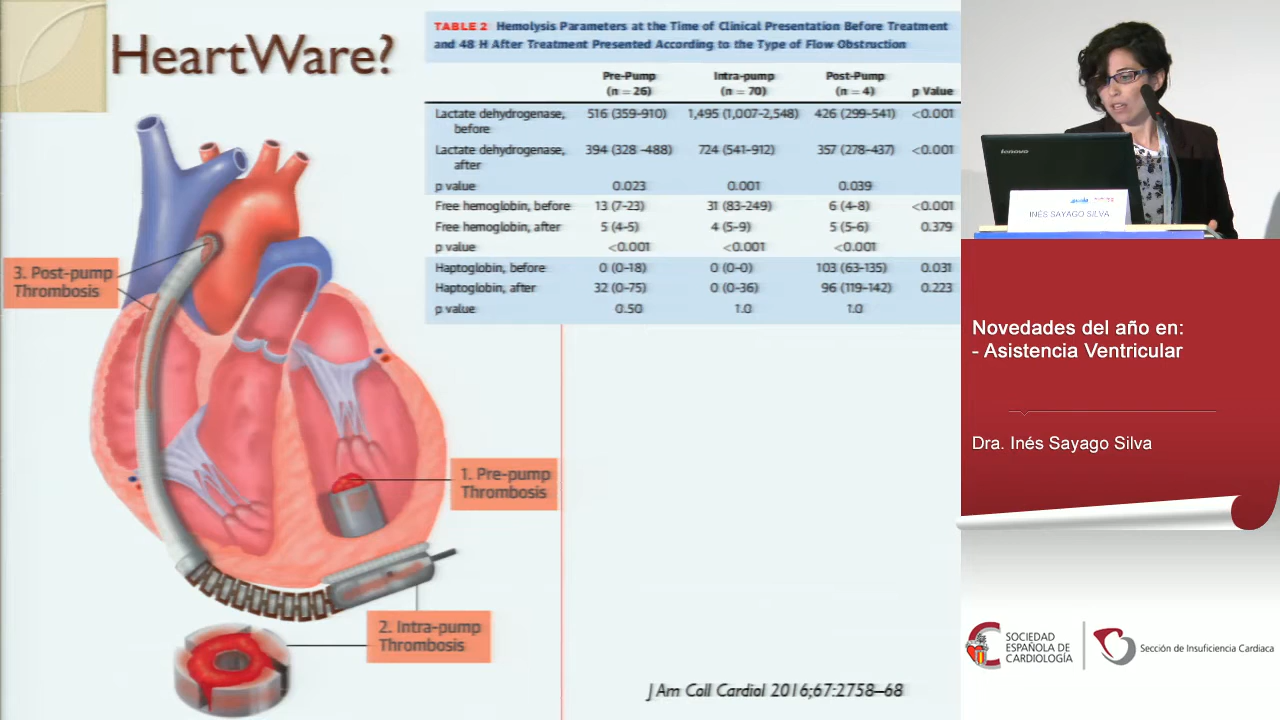 HeartWare?
TABLE 2 Hemolysis Parameters at the Time of Clinical Presentation Before Treatment
and 48 H After Treatment Presented According to the Type of Flow Obstruction
Pre-Pump Intra-pump Post-Pump
(n = 26) (n = 70) (n = 4) p Value
Lactate dehydrogenase, 516 (359-910) 1,495 (1,007-2,548) 426 (299-541) <0.001
before
Lactate dehydrogenase, 394 (328 -488) 724 (541-912) 357 (278-437) <0.001
after
p value 0.023 0.001 0.039
Free hemoglobin, before 13 (7-23) 31 (83-249) 6 (4-8) <0.001
Free hemoglobin, after 5 (4-5) 4 (5-9) 5 (5-6) 0.379
p value <0.001 <0.001 <0.001
Haptoglobin, before 0 (0-18) 0 (0-0) 103 (63-135) 0.031
Haptoglobin, after 32 (0-75) 0 (0-36) 96 (119-142) 0.223
p value 0.50 1.0 1.0
3. Post-pump
Thrombosis
1. Pre-pump
Thrombosis
2. Intra-pump
Thrombosis
J Am Coll Cardiol 2016;67:2758–68
lenovo
INÉS SAYAGO SILVA
Novedades del año en:
- Asistencia Ventricular
Dra. Inés Sayago Silva
SOCIEDAD
ESPAÑOLA DE
CARDIOLOGÍA
Sección de Insuficiencia Cardiaca